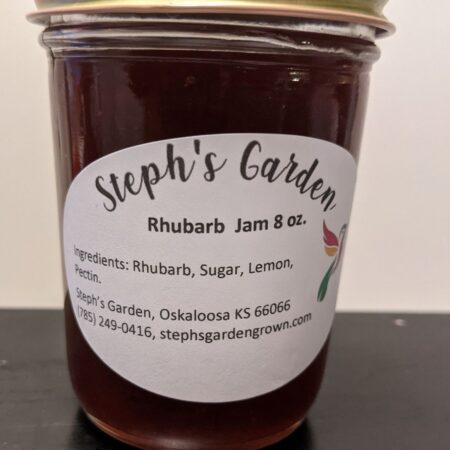 Steph's Garden
Rhubarb Jam 8 oz.
Ingredients: Rhubarb, Sugar, Lemon,
Pectin.
Steph's Garden, Oskaloosa KS 66066
(785) 249-0416, stephsgardengrown.com